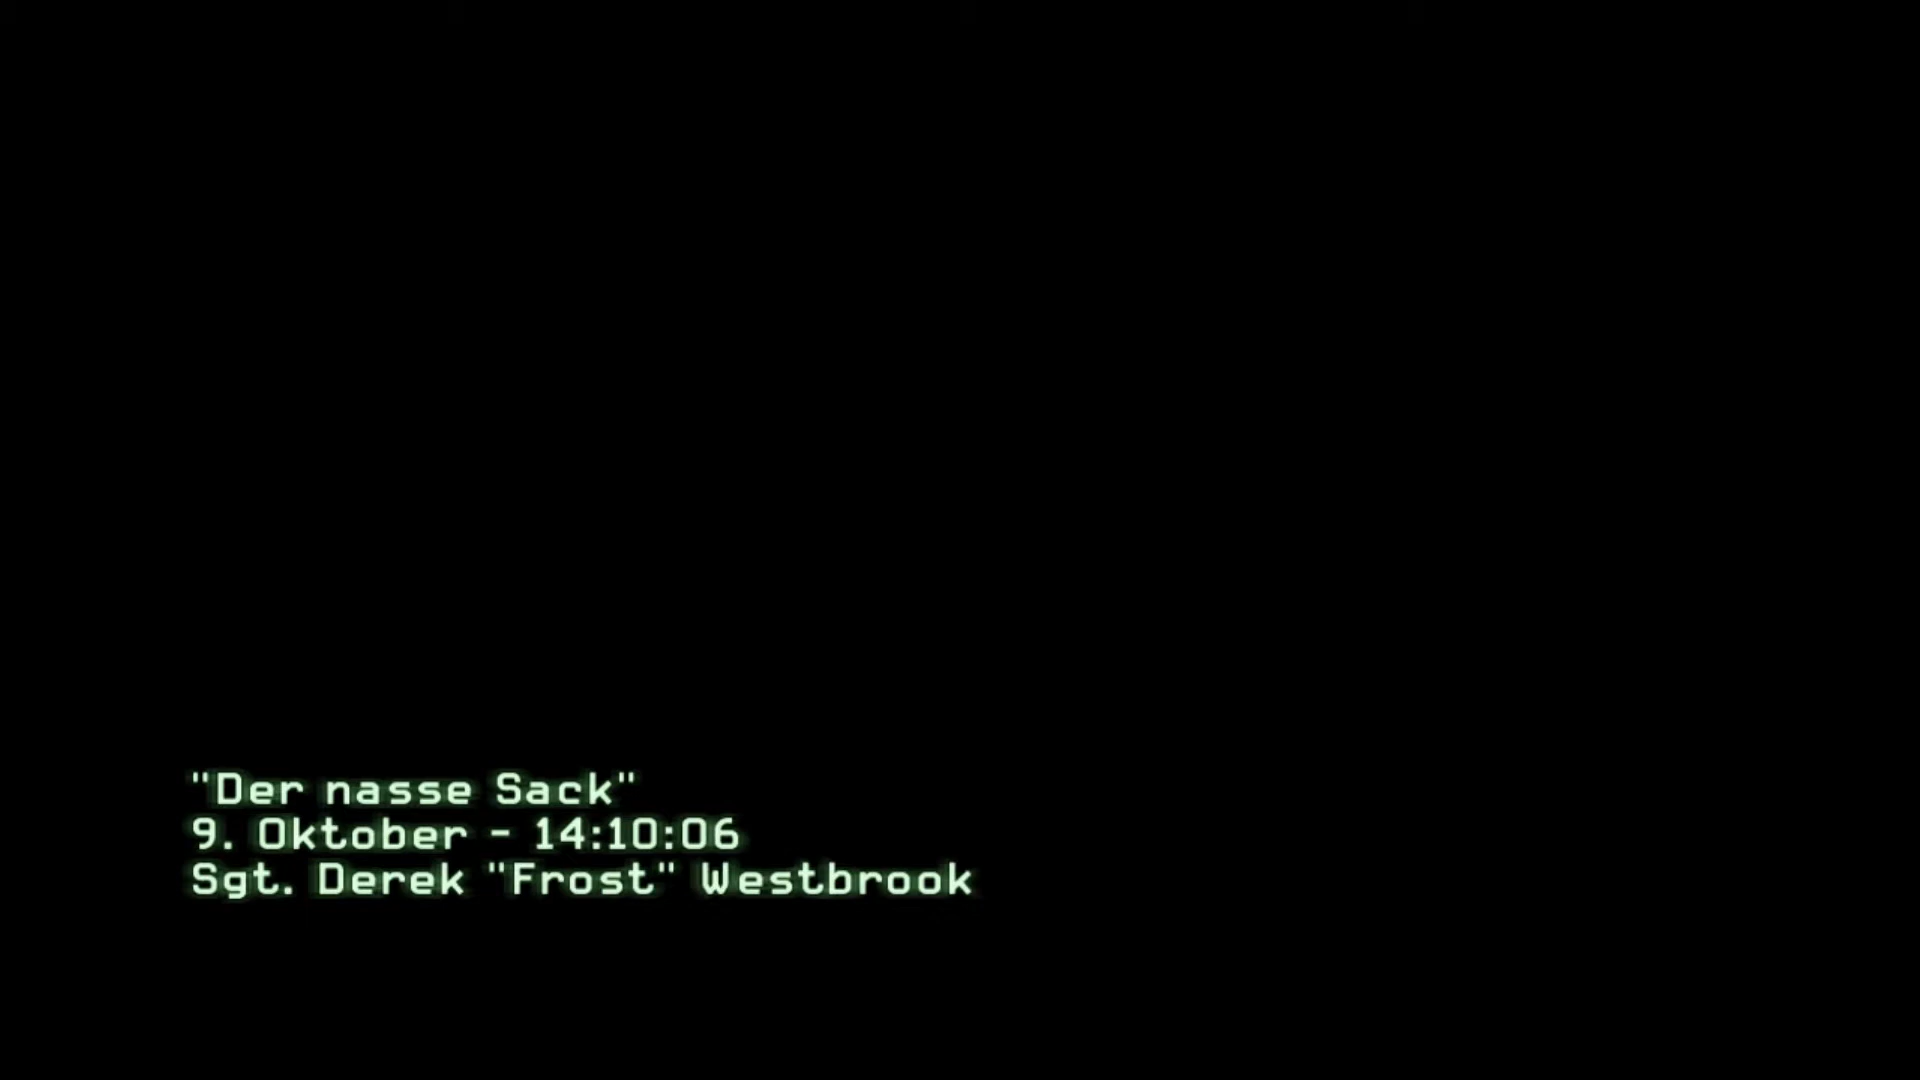 "Der nasse Sack"
9. Oktober - 14:10:06
Sgt. Derek "Frost" Westbrook